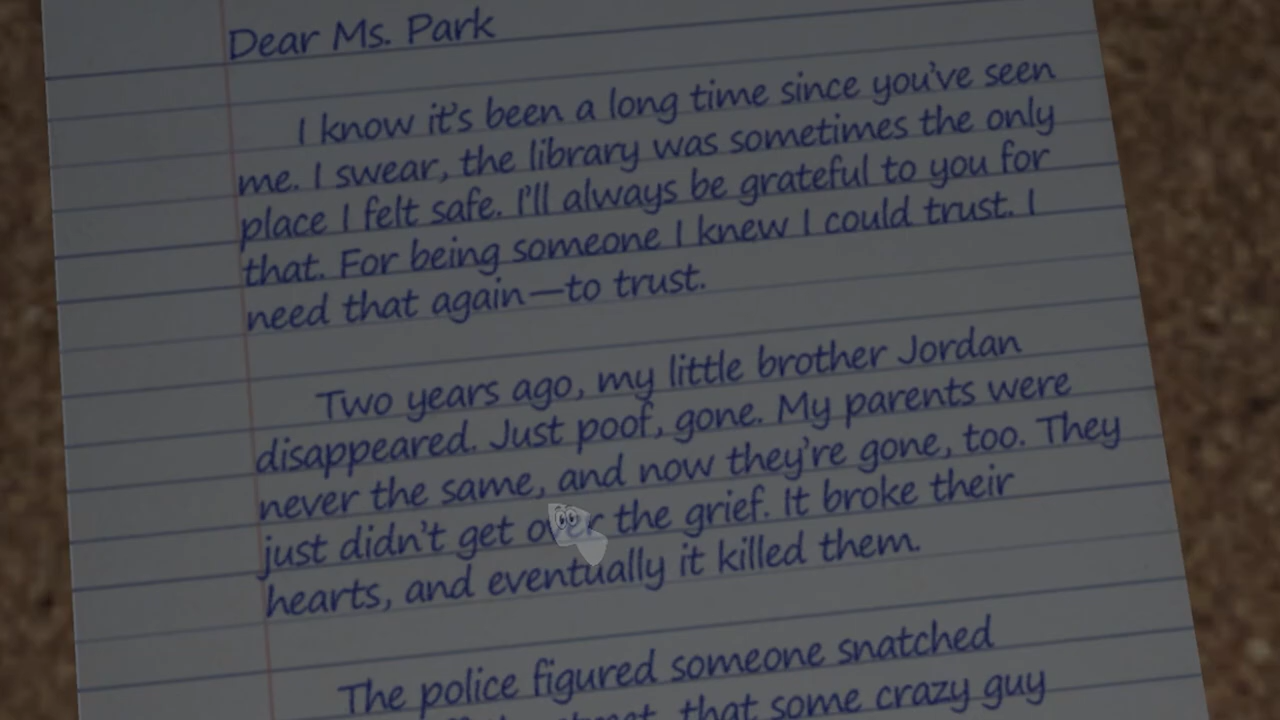 Dear Ms. Park
I know it's been a long time since you've seen
me. I swear, the library was sometimes the only
place I felt safe. I'll always be grateful to you for
that. For being someone I knew I could trust. I
need that again—to trust.
Two years ago, my little brother Jordan
disappeared. Just poof, gone. My parents were
never the same, and now they're gone, too. They
just didn't get over the grief. It broke their
hearts, and eventually it killed them.
The police figured someone snatched
that some crazy guy